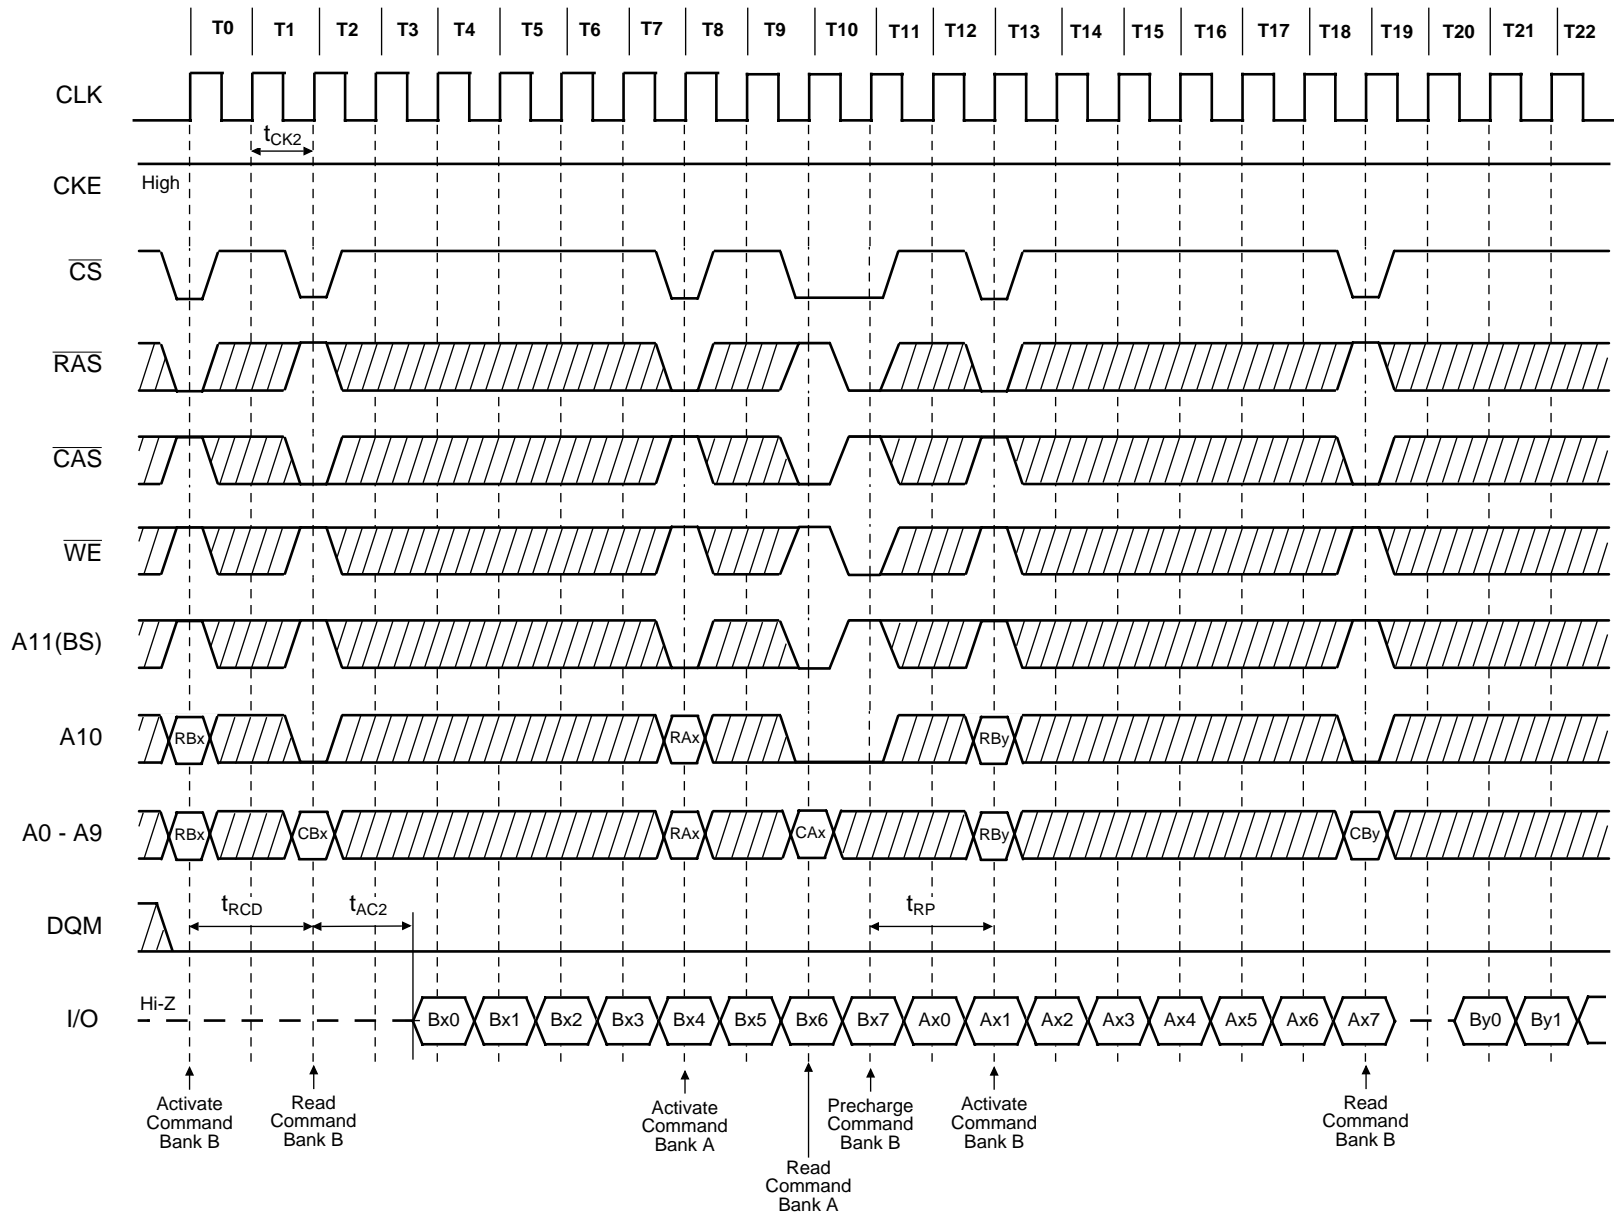 T0 T1 T2 T3 T4 T5 T6 T7 T8 T9 T10 T11 T12 T13 T14 T15 T16 T17 T18 T19 T20 T21 T22
CLK
tCK2
CKE
High
CS
RAS
CAS
WE
A11(BS)
A10
RBx RAx RBy
A0 - A9
RBx CBx RAx CAx RBy CBy
DQM
tRCD tAC2 tRP
I/O
Hi-Z
Bx0 Bx1 Bx2 Bx3 Bx4 Bx5 Bx6 Bx7 Ax0 Ax1 Ax2 Ax3 Ax4 Ax5 Ax6 Ax7 By0 By1
Activate
Command
Bank B
Read
Command
Bank B
Activate
Command
Bank A
Read
Command
Bank A
Precharge
Command
Bank B
Activate
Command
Bank B
Read
Command
Bank B